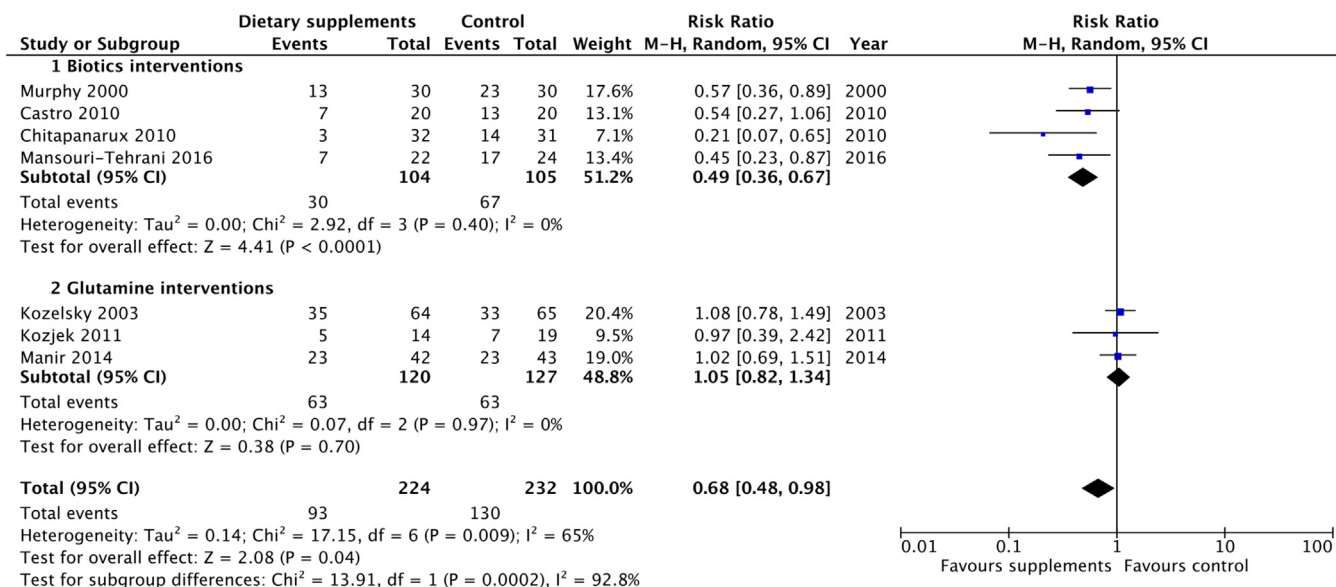 Dietary supplements Control Risk Ratio Risk Ratio
Study or Subgroup Events Total Events Total Weight M-H, Random, 95% CI Year M-H, Random, 95% CI
1 Biotics interventions
Murphy 2000 13 30 23 30 17.6% 0.57 [0.36, 0.89] 2000
Castro 2010 7 20 13 20 13.1% 0.54 [0.27, 1.06] 2010
Chitapanarux 2010 3 32 14 31 7.1% 0.21 [0.07, 0.65] 2010
Mansouri-Tehrani 2016 7 22 17 24 13.4% 0.45 [0.23, 0.87] 2016
Subtotal (95% CI) 104 105 51.2% 0.49 [0.36, 0.67]
Total events 30 67
Heterogeneity: Tau² = 0.00; Chi² = 2.92, df = 3 (P = 0.40); I² = 0%
Test for overall effect: Z = 4.41 (P < 0.0001)
2 Glutamine interventions
Kozelsky 2003 35 64 33 65 20.4% 1.08 [0.78, 1.49] 2003
Kozjek 2011 5 14 7 19 9.5% 0.97 [0.39, 2.42] 2011
Manir 2014 23 42 23 43 19.0% 1.02 [0.69, 1.51] 2014
Subtotal (95% CI) 120 127 48.8% 1.05 [0.82, 1.34]
Total events 63 63
Heterogeneity: Tau² = 0.00; Chi² = 0.07, df = 2 (P = 0.97); I² = 0%
Test for overall effect: Z = 0.38 (P = 0.70)
Total (95% CI) 224 232 100.0% 0.68 [0.48, 0.98]
Total events 93 130
Heterogeneity: Tau² = 0.14; Chi² = 17.15, df = 6 (P = 0.009); I² = 65%
Test for overall effect: Z = 2.08 (P = 0.04)
Test for subgroup differences: Chi² = 13.91, df = 1 (P = 0.0002), I² = 92.8%
0.01 0.1 1 10 100
Favours supplements Favours control